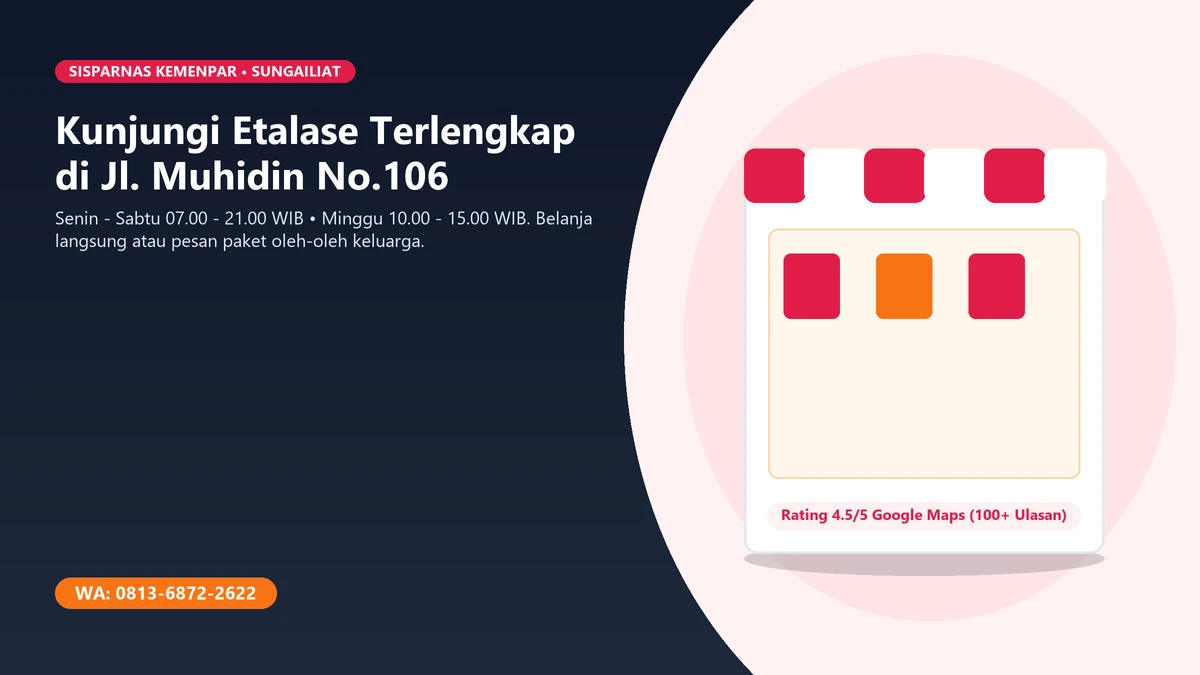 SISPARNAS KEMENPAR • SUNGAILIAT
Kunjungi Etalase Terlengkap
di Jl. Muhidin No.106
Senin - Sabtu 07.00 - 21.00 WIB • Minggu 10.00 - 15.00 WIB. Belanja
langsung atau pesan paket oleh-oleh keluarga.
Rating 4.5/5 Google Maps (100+ Ulasan)
WA: 0813-6872-2622